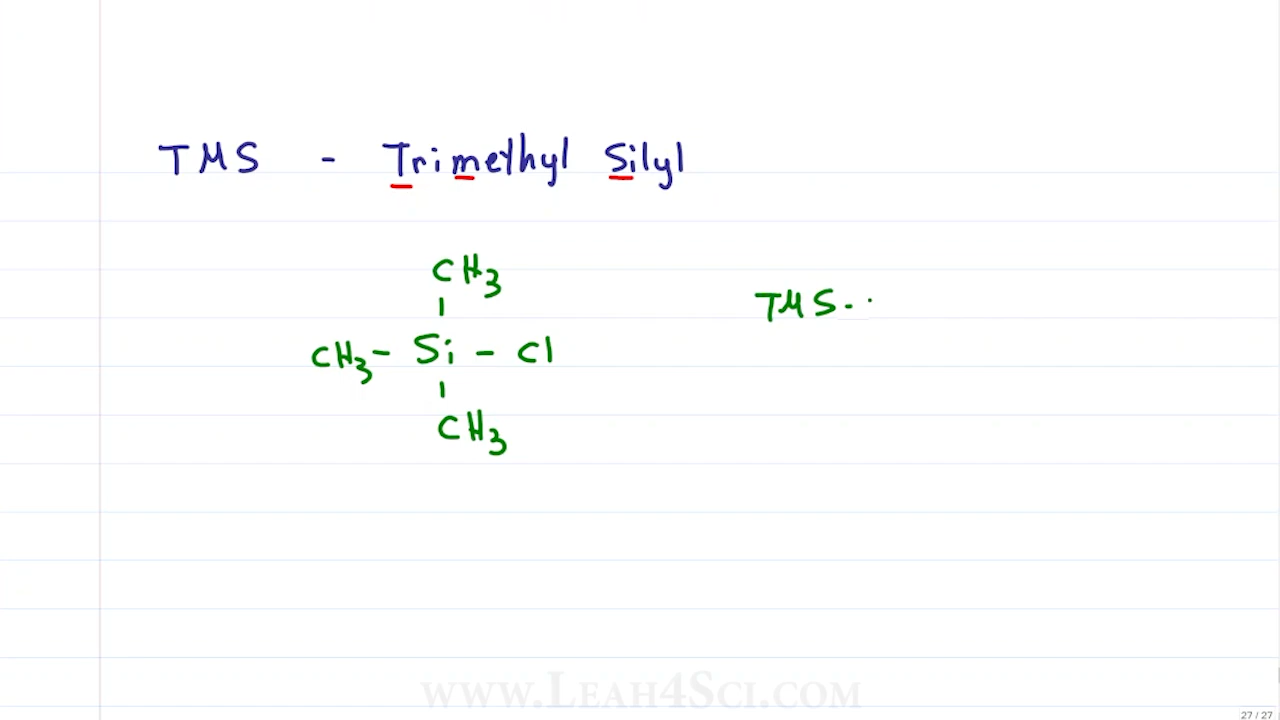 TMS - Trimethyl Silyl
CH3
CH3 - Si - Cl
CH3
TMS-
www.Leah4Sci.com
27 / 27